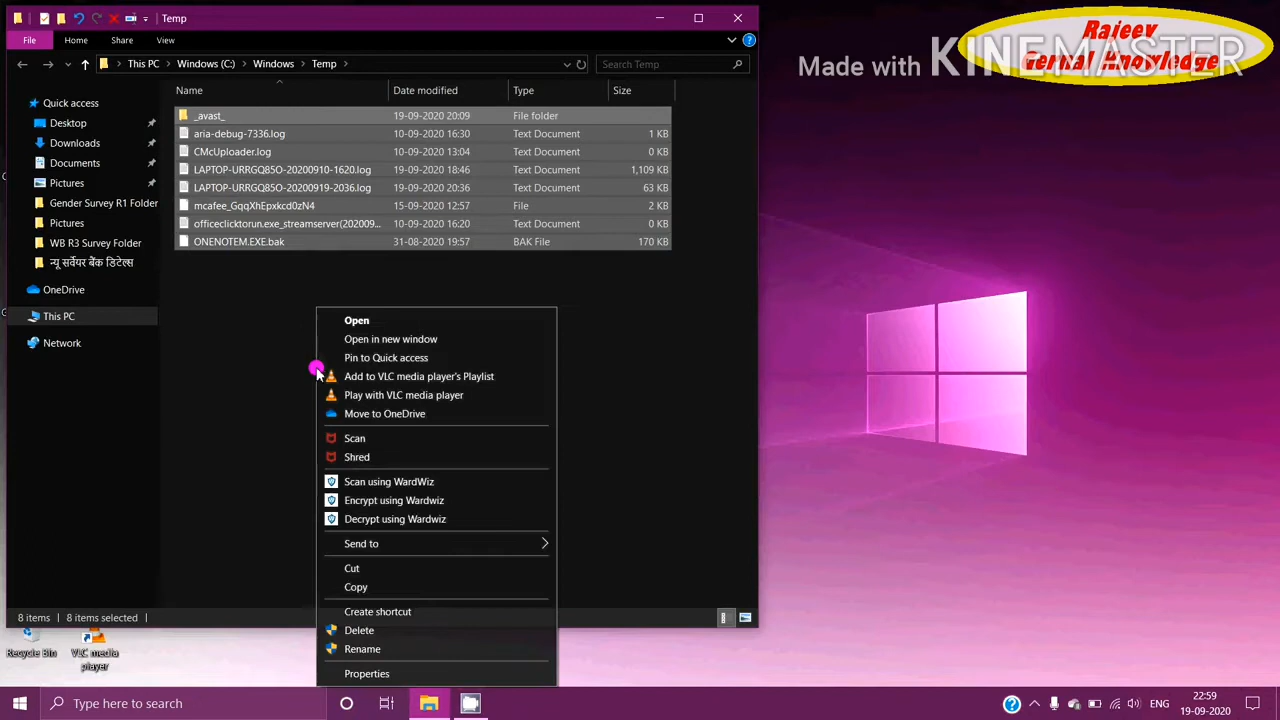 Temp
File
Home
Share
View
This PC
Windows (C:)
Windows
Temp
Search Temp
Made with KINEMASTER
Rajeev
Gernal Knowledge
Name
Date modified
Type
Size
Quick access
Desktop
Downloads
Documents
Pictures
Gender Survey R1 Folder
Pictures
WB R3 Survey Folder
न्यू सर्वेयर बैंक डिटेल्स
OneDrive
This PC
Network
_avast_ 19-09-2020 20:09 File folder
aria-debug-7336.log 10-09-2020 16:30 Text Document 1 KB
CMcUploader.log 10-09-2020 13:04 Text Document 0 KB
LAPTOP-URRGQ85O-20200910-1620.log 19-09-2020 18:46 Text Document 1,109 KB
LAPTOP-URRGQ85O-20200919-2036.log 19-09-2020 20:36 Text Document 63 KB
mcafee_GqqXhEpxkcd0zN4 15-09-2020 12:57 File 2 KB
officeclicktorun.exe_streamserver(202009... 10-09-2020 16:20 Text Document 0 KB
ONENOTEM.EXE.bak 31-08-2020 19:57 BAK File 170 KB
Open
Open in new window
Pin to Quick access
Add to VLC media player's Playlist
Play with VLC media player
Move to OneDrive
Scan
Shred
Scan using WardWiz
Encrypt using Wardwiz
Decrypt using Wardwiz
Send to
Cut
Copy
Create shortcut
Delete
Rename
Properties
8 items
8 items selected
Recycle Bin
VLC media
player
Type here to search
ENG
22:59
19-09-2020